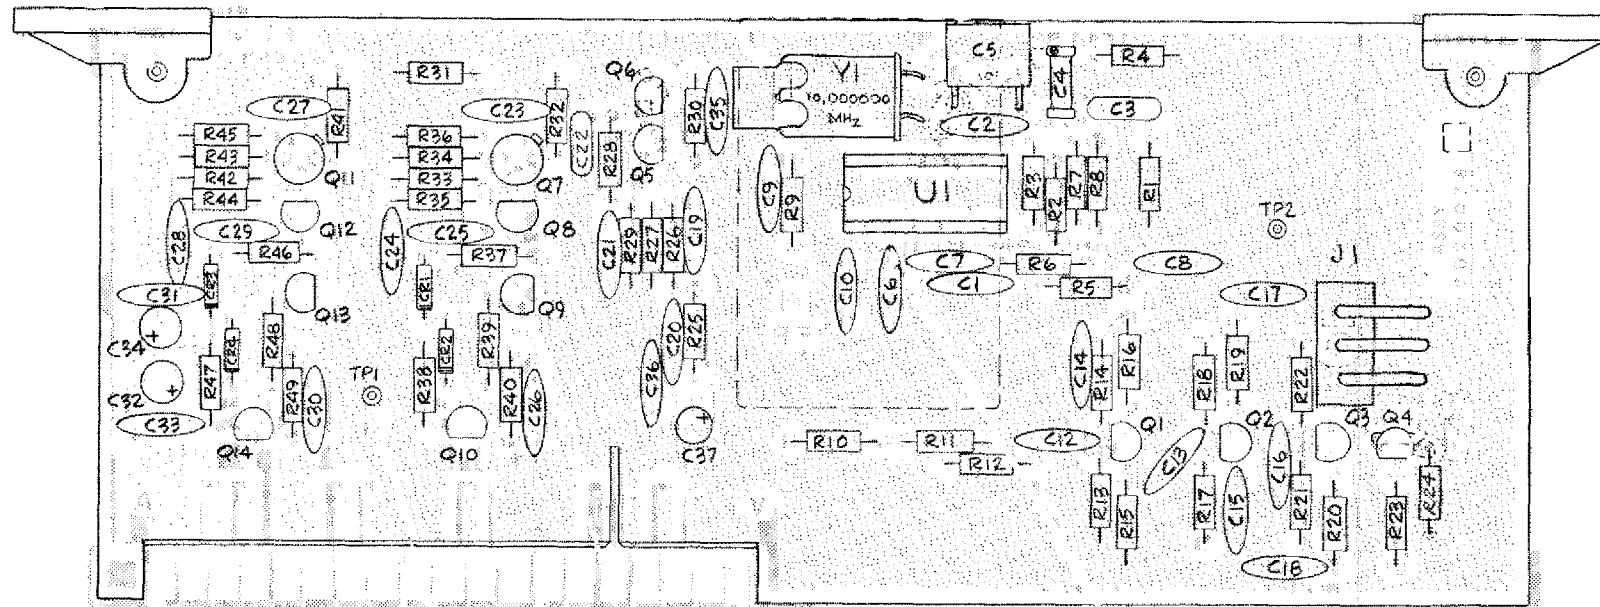 C5
R4
Q6
R31
Y1
10.000000
MHZ
C4
C3
C27
R41
C23
R32
R30
C35
C2
C22
R28
Q5
R45
R43
R42
R44
Q11
R36
R34
R33
R35
Q7
C9
R9
U1
R3
R2
R7
R8
R1
TP2
C28
C29
Q12
R46
C24
C25
Q8
R37
C21
R29
R27
R26
C19
C10
C6
C7
C1
R6
R5
C8
J1
C17
C31
CR3
Q13
CR1
Q9
C34
+
R48
CR4
R39
CR2
C20
R25
C32
+
R47
R49
C30
TP1
R38
R40
C26
C36
C14
R14
R16
R18
R19
R22
C33
Q14
Q10
+
C37
R10
R11
R12
C12
Q1
C13
Q2
C16
Q3
Q4
R13
R15
R17
C15
R21
R20
R23
R24
C18